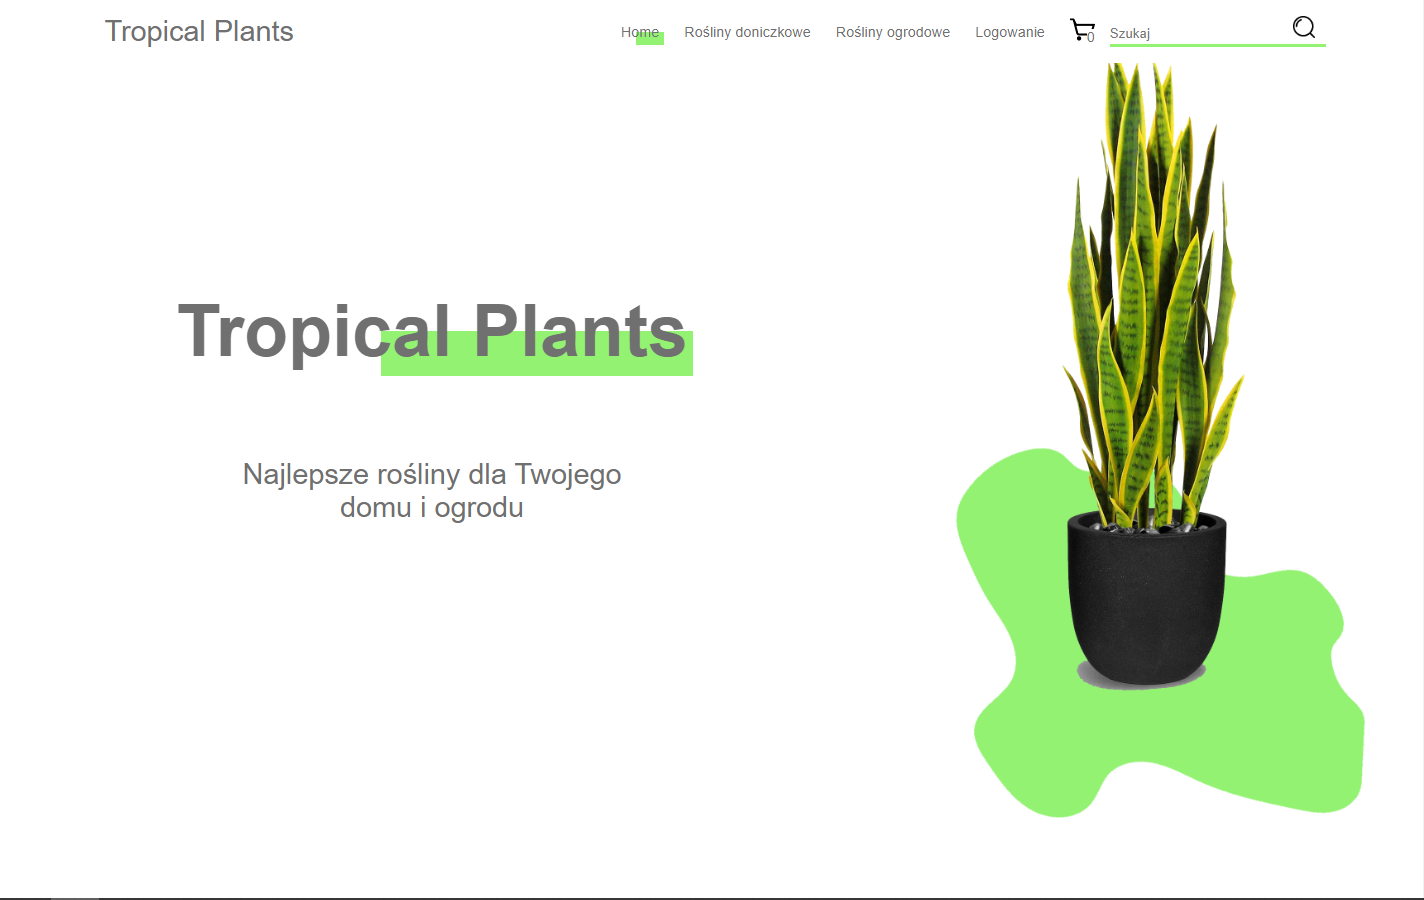 Tropical Plants
Home Rośliny doniczkowe Rośliny ogrodowe Logowanie 0 Szukaj
Tropical Plants
Najlepsze rośliny dla Twojego
domu i ogrodu